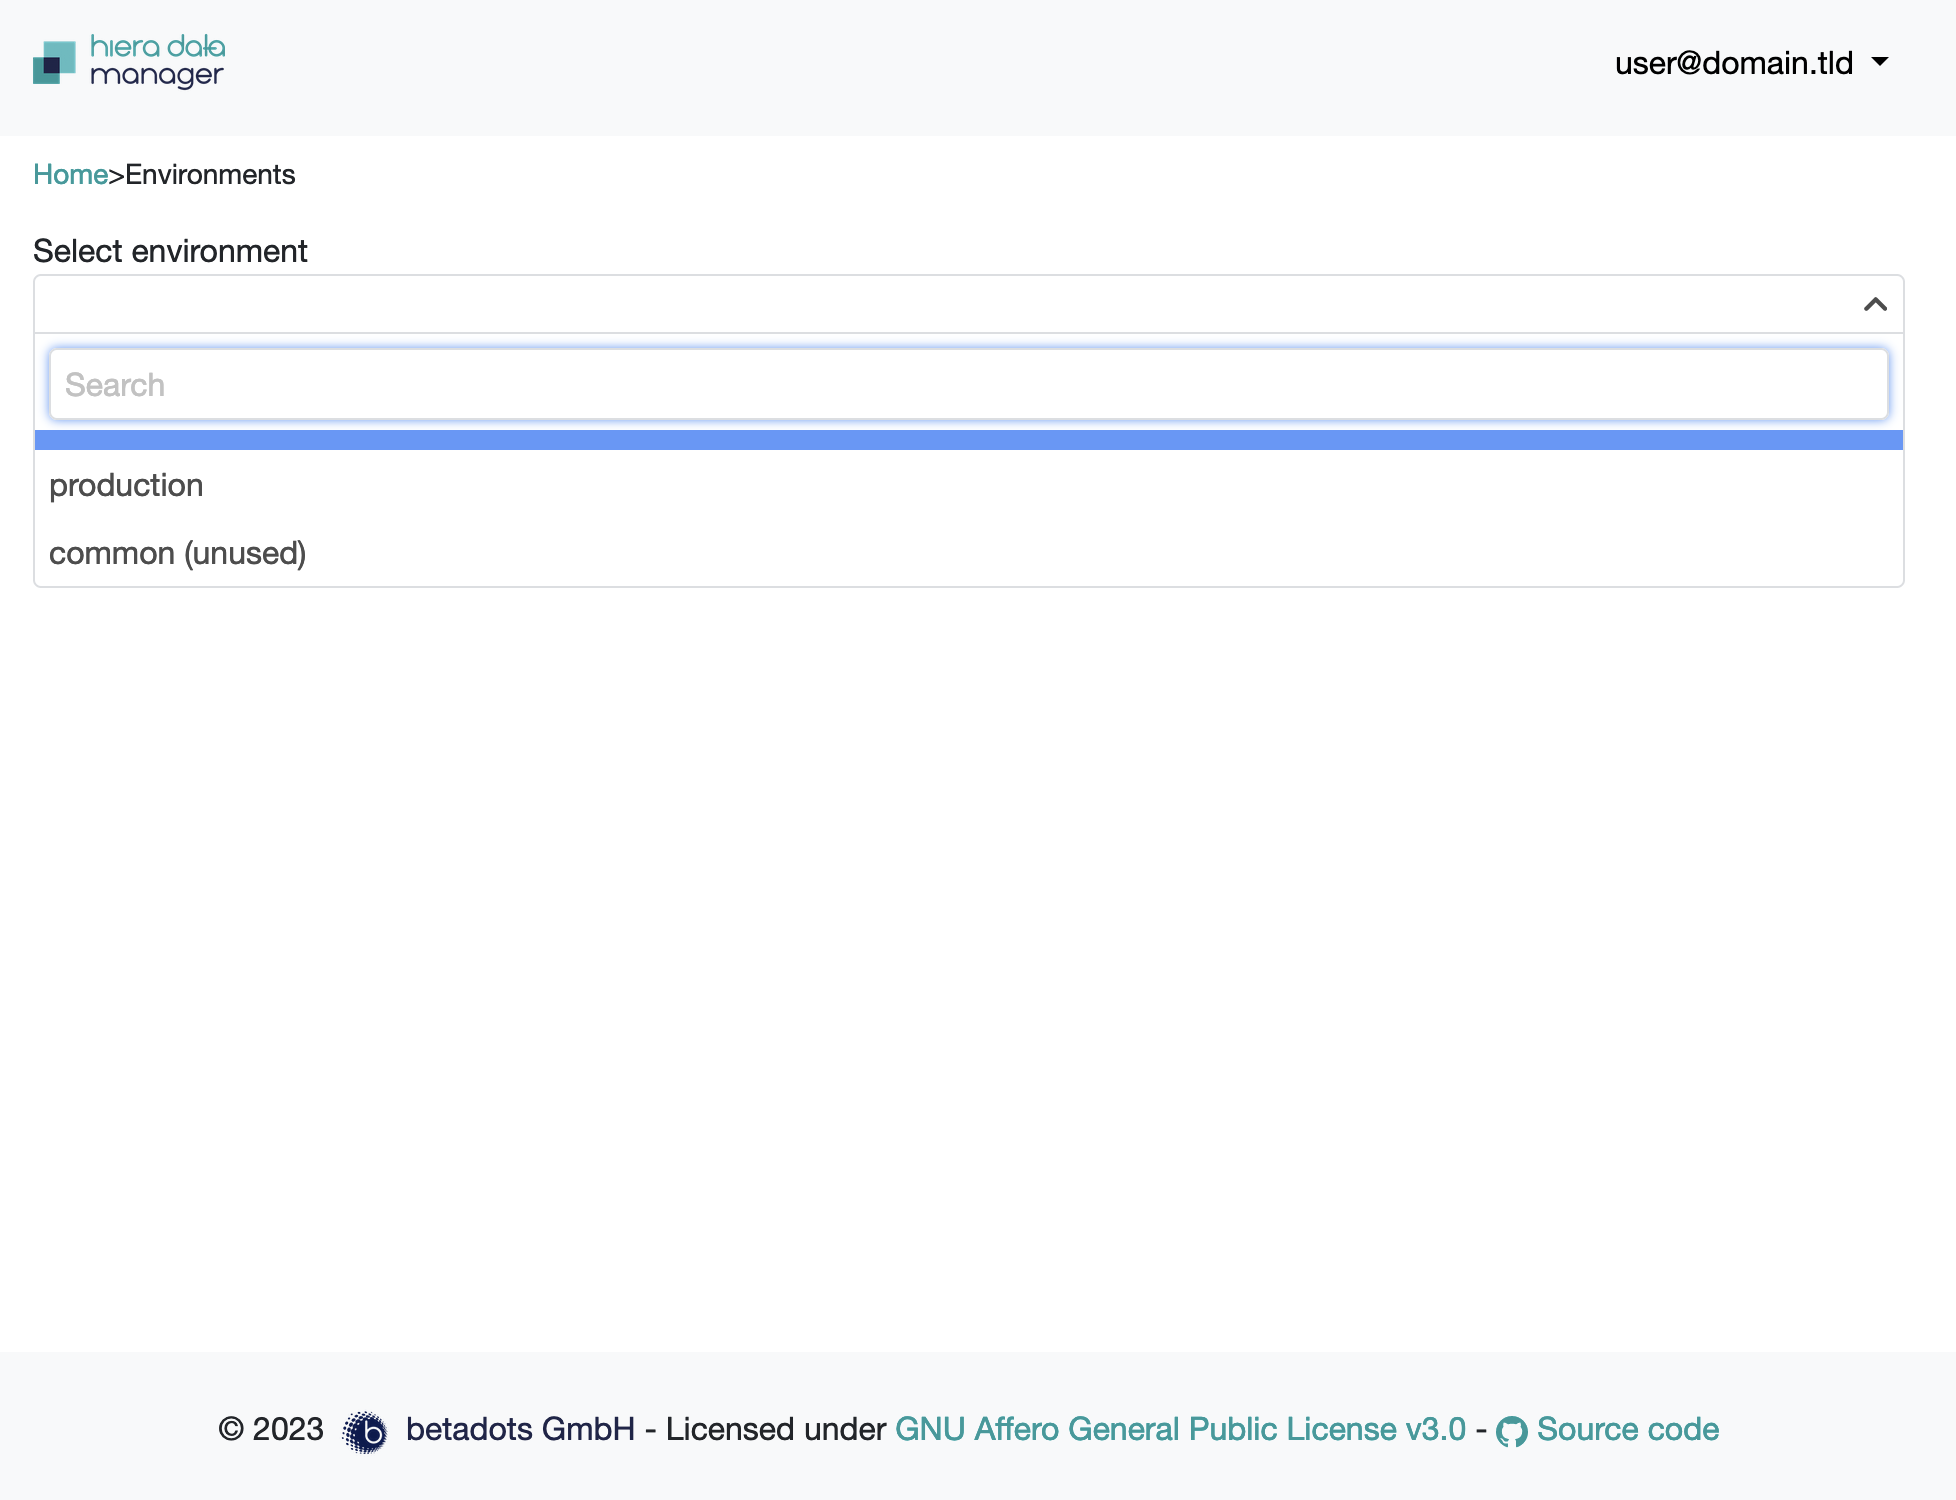 hiera data
manager
user@domain.tld
Home>Environments
Select environment
Search
production
common (unused)
© 2023 b betadots GmbH - Licensed under GNU Affero General Public License v3.0 - Source code